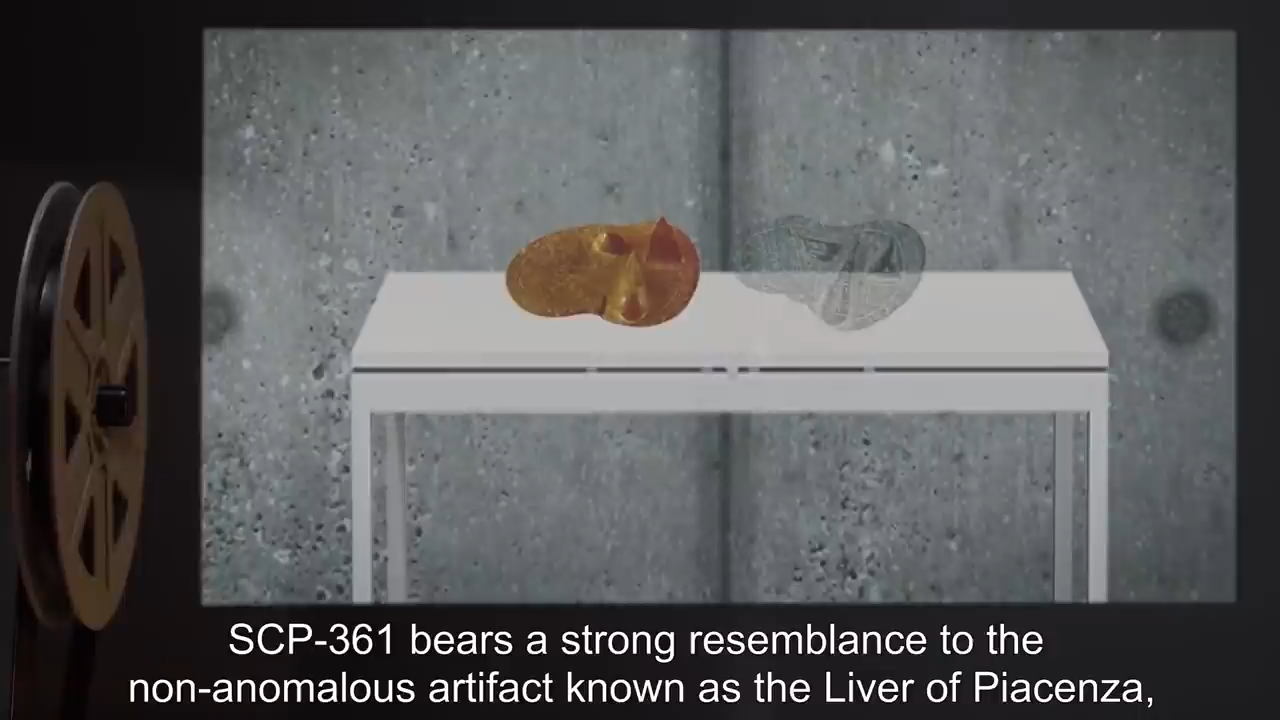 SCP-361 bears a strong resemblance to the
non-anomalous artifact known as the Liver of Piacenza,